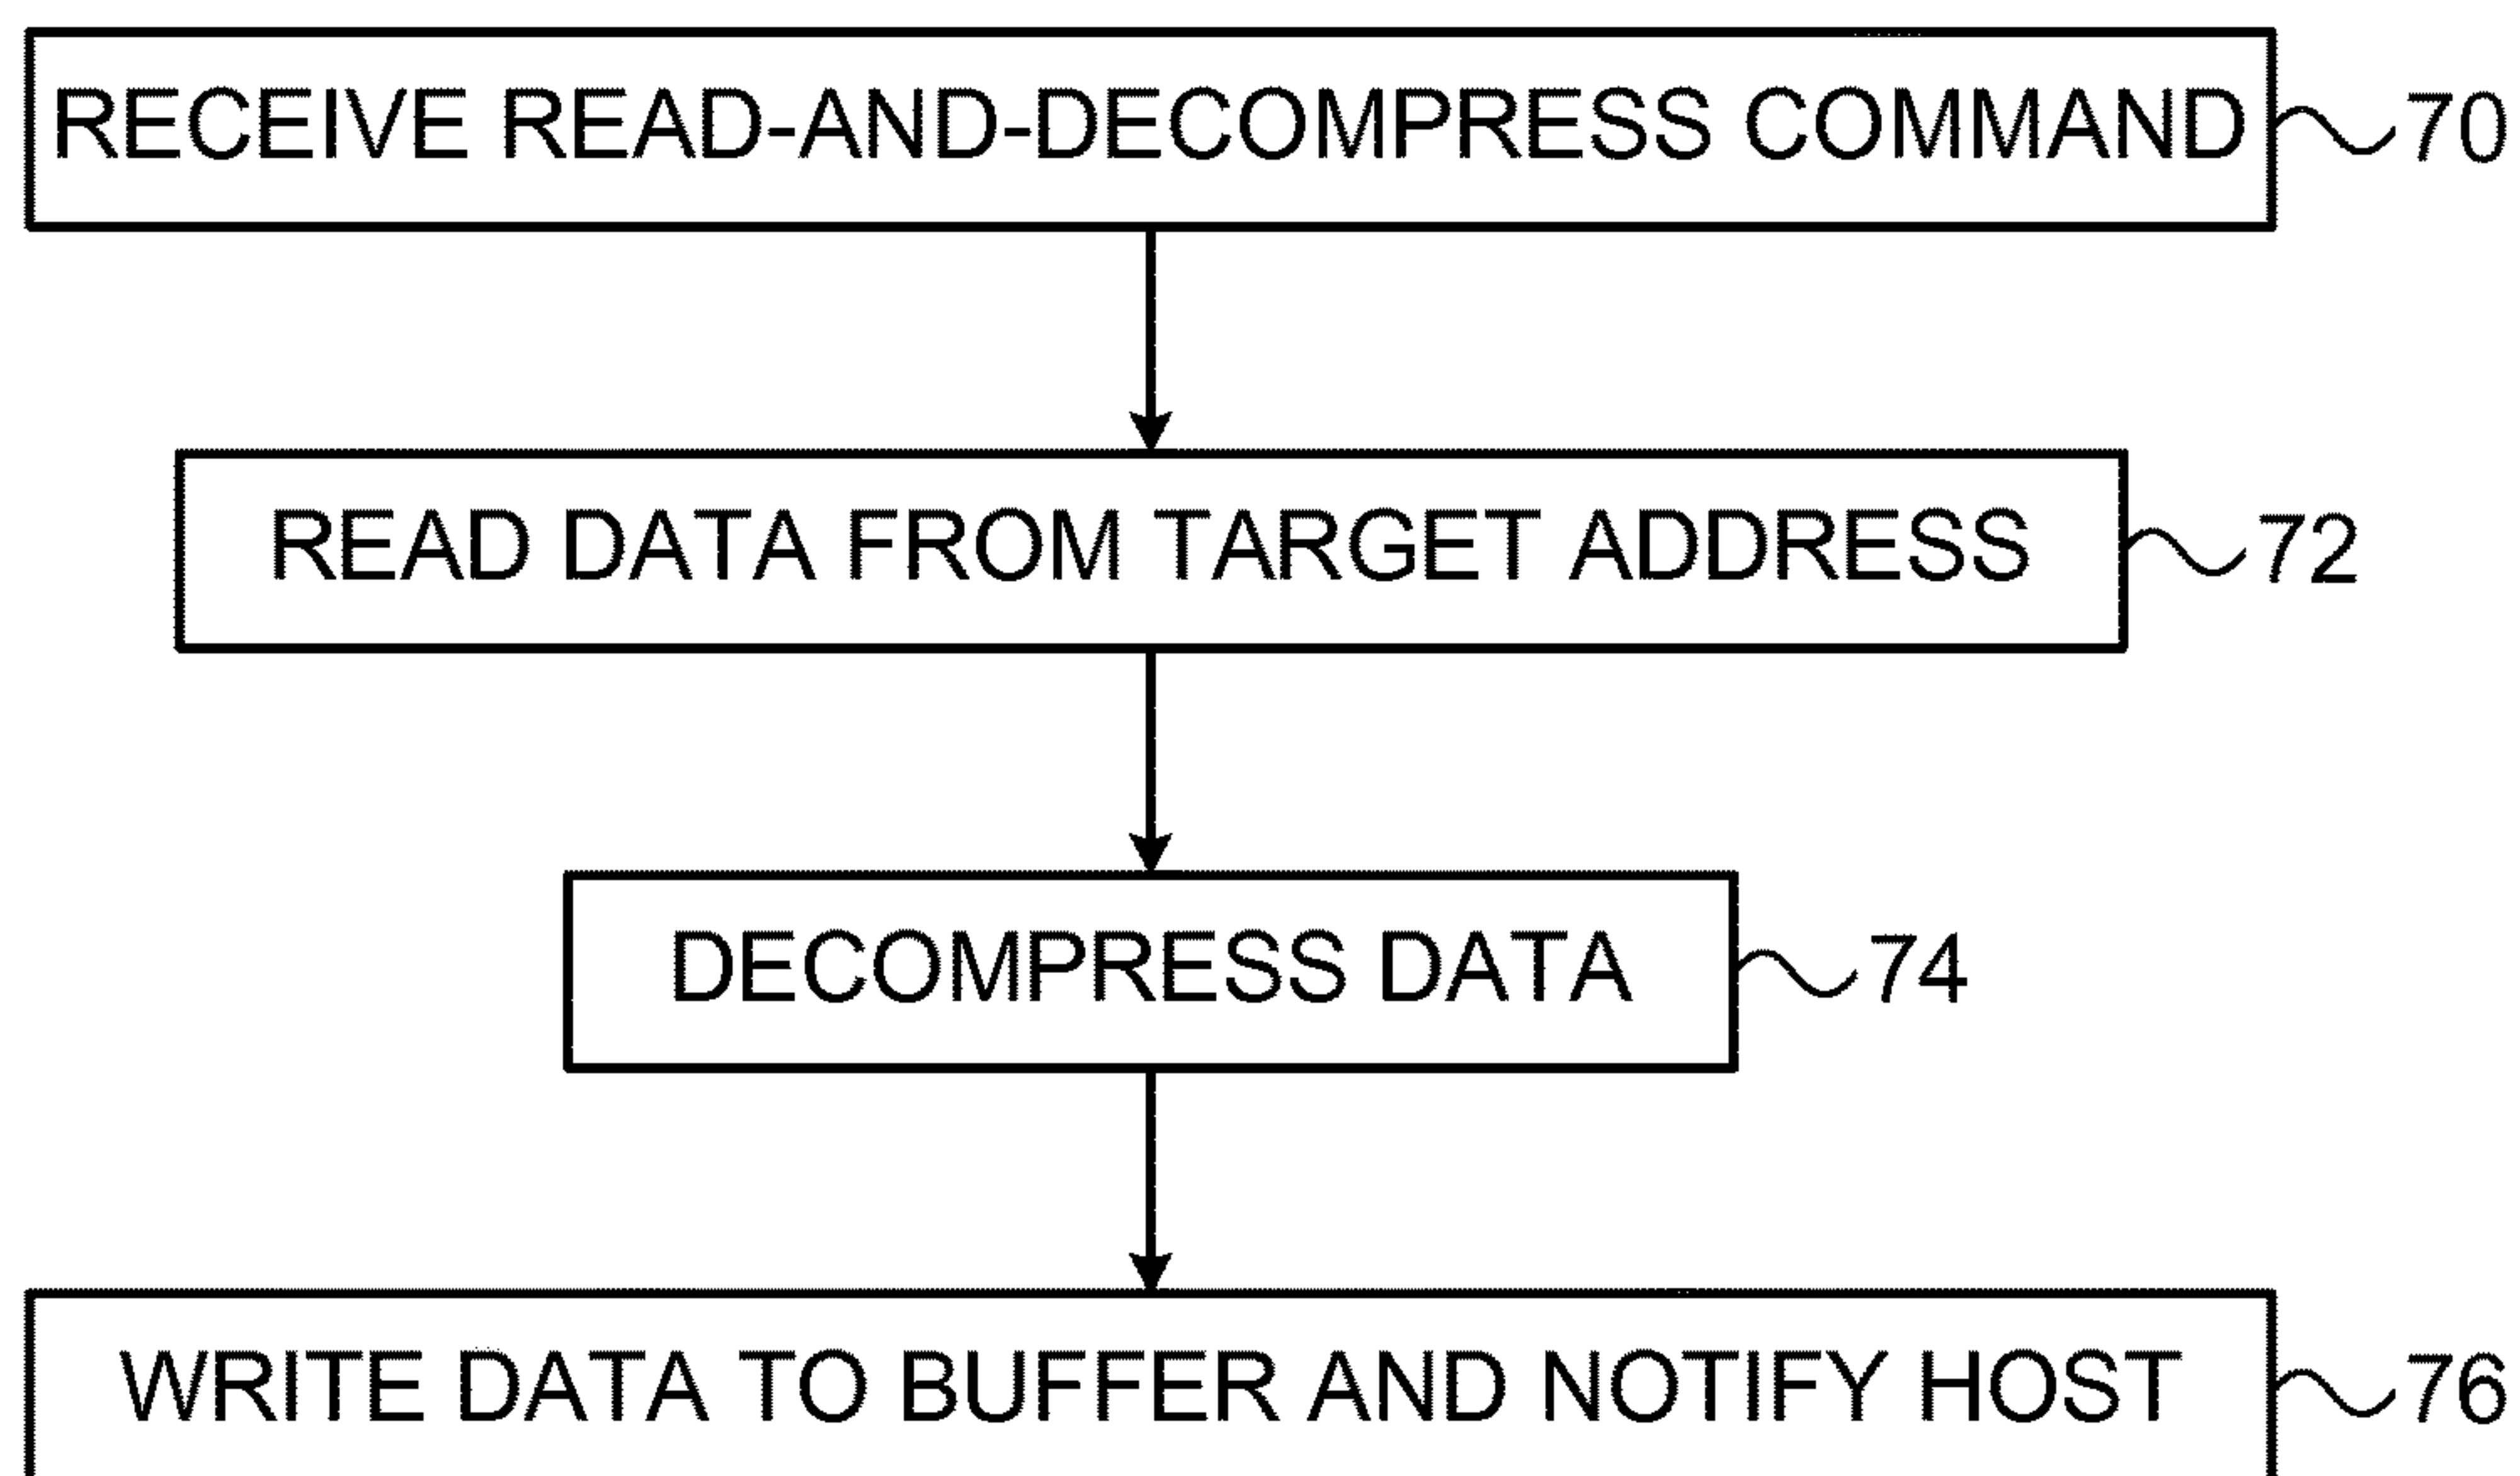 RECEIVE READ-AND-DECOMPRESS COMMAND 70
READ DATA FROM TARGET ADDRESS 72
DECOMPRESS DATA 74
WRITE DATA TO BUFFER AND NOTIFY HOST 76